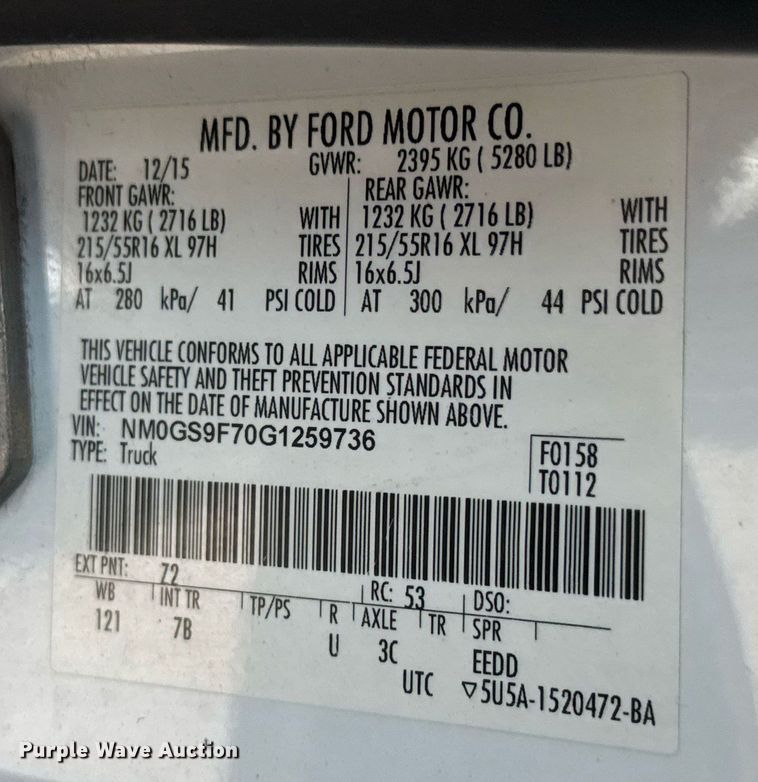 MFD. BY FORD MOTOR CO.
DATE: 12/15 GVWR: 2395 KG ( 5280 LB)
FRONT GAWR: REAR GAWR:
1232 KG ( 2716 LB) WITH 1232 KG ( 2716 LB) WITH
215/55R16 XL 97H TIRES 215/55R16 XL 97H TIRES
16x6.5J RIMS 16x6.5J RIMS
AT 280 kPa/ 41 PSI COLD AT 300 kPa/ 44 PSI COLD
THIS VEHICLE CONFORMS TO ALL APPLICABLE FEDERAL MOTOR
VEHICLE SAFETY AND THEFT PREVENTION STANDARDS IN
EFFECT ON THE DATE OF MANUFACTURE SHOWN ABOVE.
VIN: NM0GS9F70G1259736
TYPE: Truck
F0158
T0112
EXT PNT: 72 RC: 53 DSO:
WB INT TR TP/PS R AXLE TR SPR
121 7B U 3C EEDD
UTC ▽5U5A-1520472-BA
Purple Wave Auction